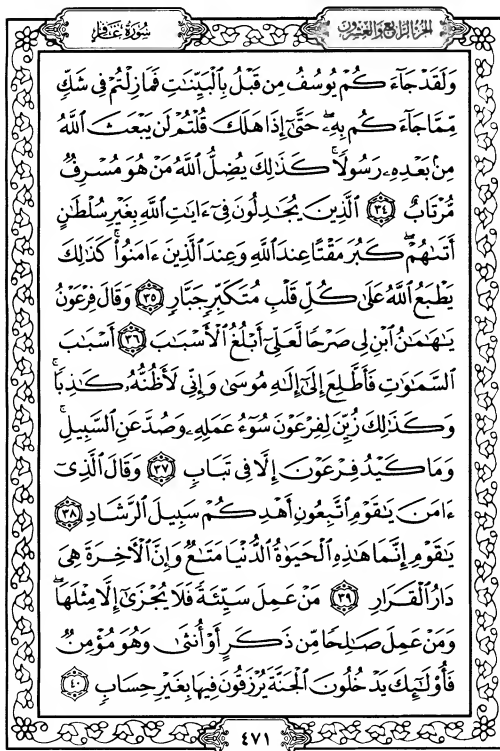 سُورَةُ غَافِرٍ الجُزْءُ الرَّابِعُ وَالعِشْرُونَ
وَلَقَدْ جَآءَكُمْ يُوسُفُ مِن قَبْلُ بِالْبَيِّنَٰتِ فَمَا زِلْتُمْ فِى شَكٍّ
مِّمَّا جَآءَكُم بِهِۦ ۖ حَتَّىٰٓ إِذَا هَلَكَ قُلْتُمْ لَن يَبْعَثَ ٱللَّهُ
مِنۢ بَعْدِهِۦ رَسُولًا ۚ كَذَٰلِكَ يُضِلُّ ٱللَّهُ مَنْ هُوَ مُسْرِفٌ
مُّرْتَابٌ ٣٤ ٱلَّذِينَ يُجَٰدِلُونَ فِىٓ ءَايَٰتِ ٱللَّهِ بِغَيْرِ سُلْطَٰنٍ
أَتَىٰهُمْ ۖ كَبُرَ مَقْتًا عِندَ ٱللَّهِ وَعِندَ ٱلَّذِينَ ءَامَنُوا۟ ۚ كَذَٰلِكَ
يَطْبَعُ ٱللَّهُ عَلَىٰ كُلِّ قَلْبِ مُتَكَبِّرٍ جَبَّارٍ ٣٥ وَقَالَ فِرْعَوْنُ
يَٰهَٰمَٰنُ ٱبْنِ لِى صَرْحًا لَّعَلِّىٓ أَبْلُغُ ٱلْأَسْبَٰبَ ٣٦ أَسْبَٰبَ
ٱلسَّمَٰوَٰتِ فَأَطَّلِعَ إِلَىٰٓ إِلَٰهِ مُوسَىٰ وَإِنِّى لَأَظُنُّهُۥ كَٰذِبًا ۚ
وَكَذَٰلِكَ زُيِّنَ لِفِرْعَوْنَ سُوٓءُ عَمَلِهِۦ وَصُدَّ عَنِ ٱلسَّبِيلِ ۚ
وَمَا كَيْدُ فِرْعَوْنَ إِلَّا فِى تَبَابٍ ٣٧ وَقَالَ ٱلَّذِىٓ
ءَامَنَ يَٰقَوْمِ ٱتَّبِعُونِ أَهْدِكُمْ سَبِيلَ ٱلرَّشَادِ ٣٨
يَٰقَوْمِ إِنَّمَا هَٰذِهِ ٱلْحَيَوٰةُ ٱلدُّنْيَا مَتَٰعٌ وَإِنَّ ٱلْءَاخِرَةَ هِىَ
دَارُ ٱلْقَرَارِ ٣٩ مَنْ عَمِلَ سَيِّئَةً فَلَا يُجْزَىٰٓ إِلَّا مِثْلَهَا ۖ
وَمَنْ عَمِلَ صَٰلِحًا مِّن ذَكَرٍ أَوْ أُنثَىٰ وَهُوَ مُؤْمِنٌ
فَأُو۟لَٰٓئِكَ يَدْخُلُونَ ٱلْجَنَّةَ يُرْزَقُونَ فِيهَا بِغَيْرِ حِسَابٍ ٤٠
٤٧١